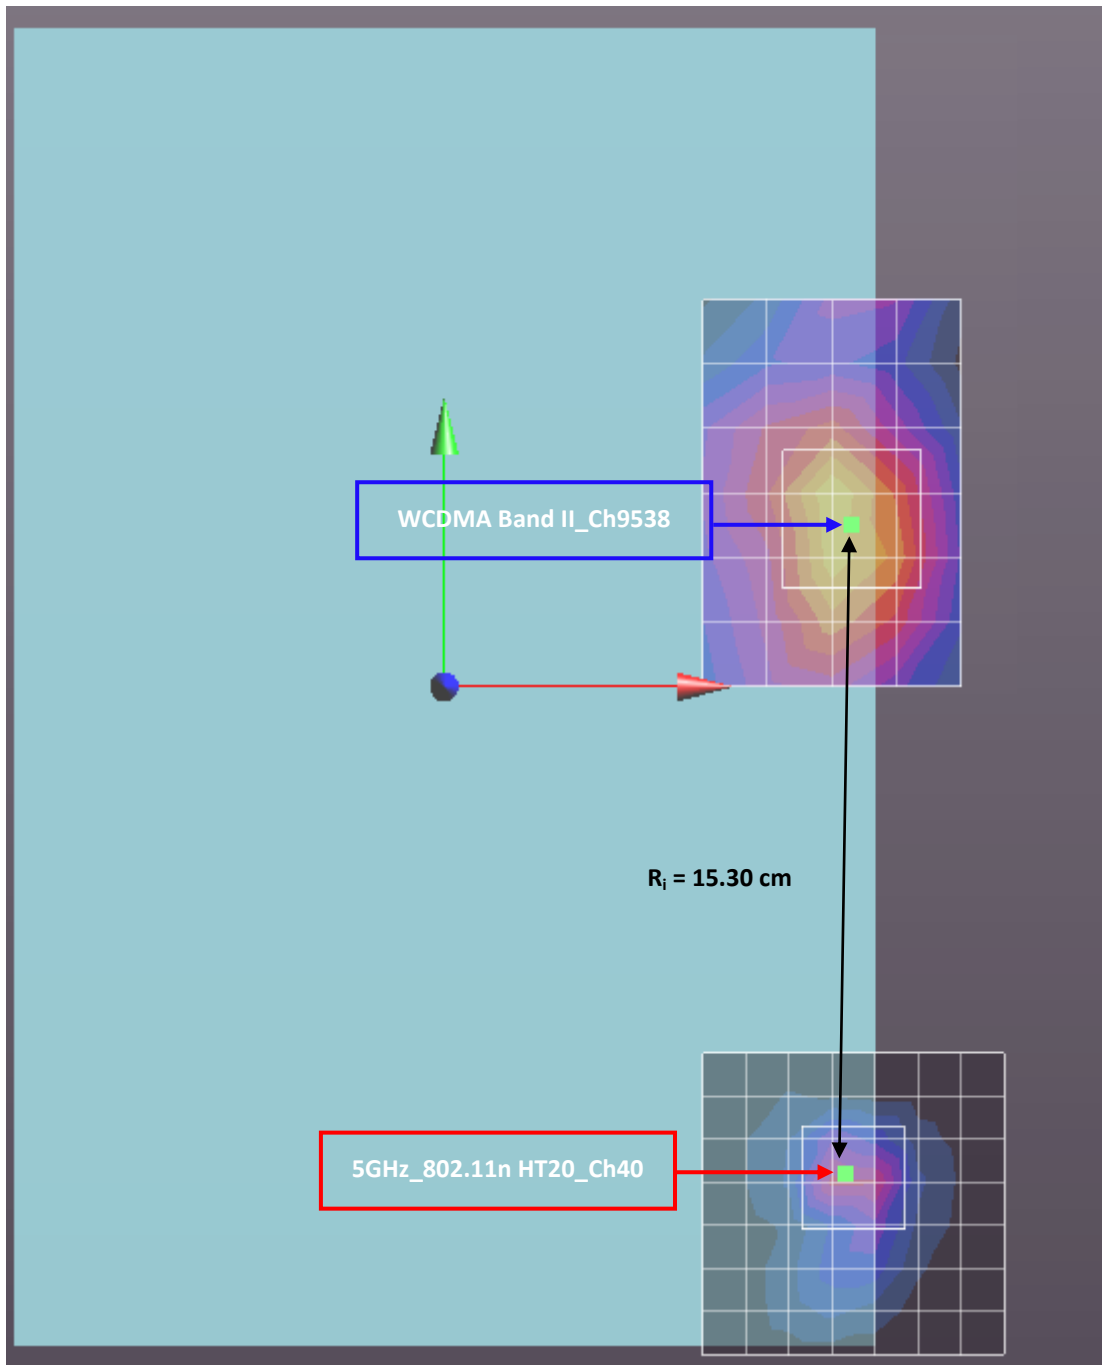 WCDMA Band II_Ch9538
Rᵢ = 15.30 cm
5GHz_802.11n HT20_Ch40